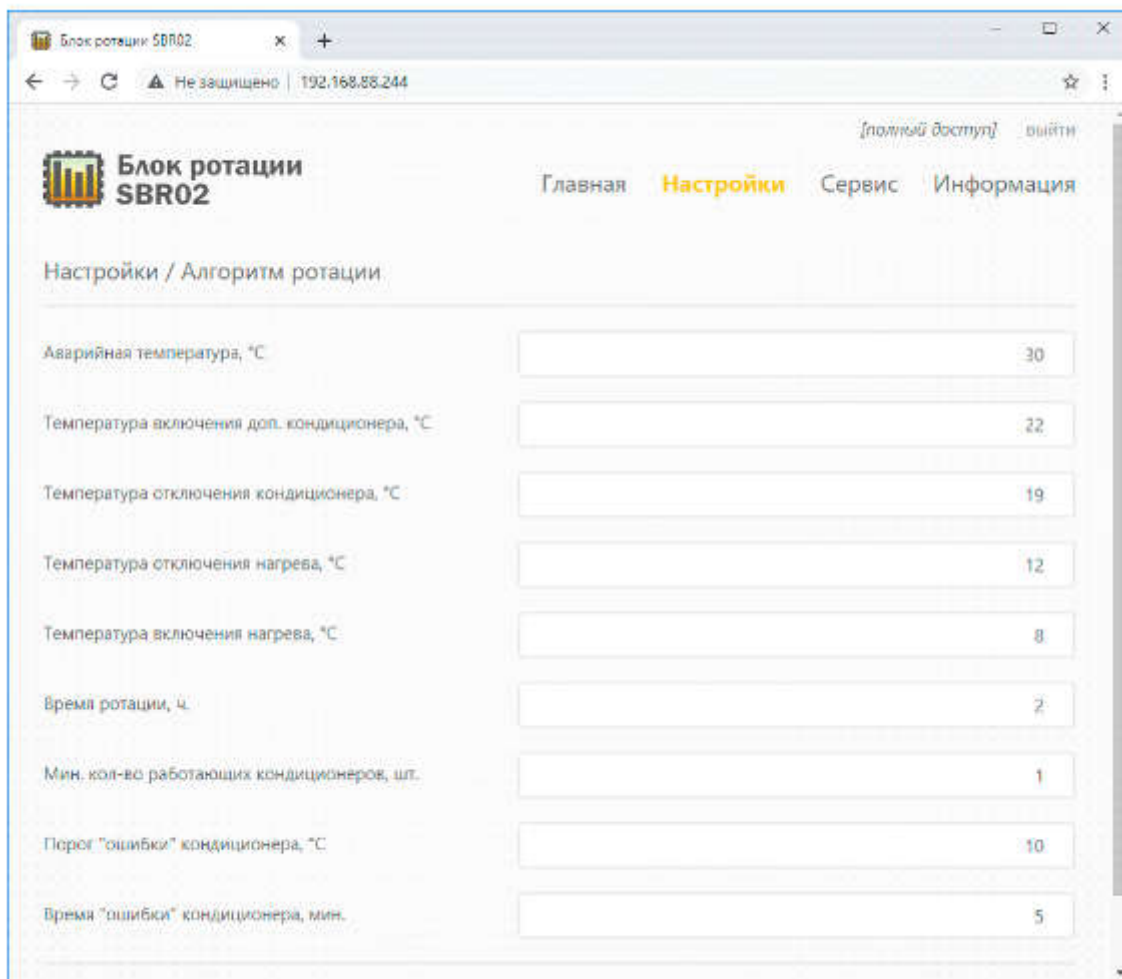 Блок ротации SBR02
Не защищено | 192.168.88.244
[полный доступ] выйти
Блок ротации
SBR02
Главная Настройки Сервис Информация
Настройки / Алгоритм ротации
Аварийная температура, °C 30
Температура включения доп. кондиционера, °C 22
Температура отключения кондиционера, °C 19
Температура отключения нагрева, °C 12
Температура включения нагрева, °C 8
Время ротации, ч. 2
Мин. кол-во работающих кондиционеров, шт. 1
Порог "ошибки" кондиционера, °C 10
Время "ошибки" кондиционера, мин. 5